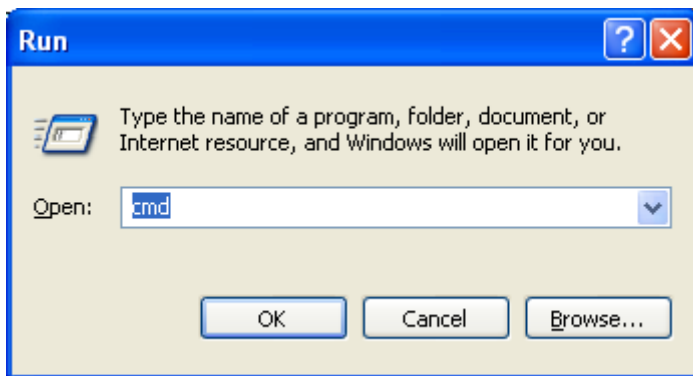 Run
Type the name of a program, folder, document, or
Internet resource, and Windows will open it for you.
Open: cmd
OK Cancel Browse...